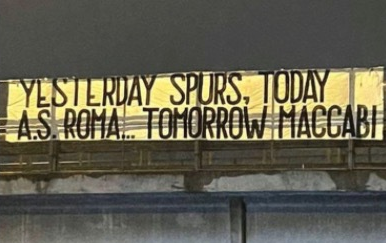 YESTERDAY SPURS, TODAY
A.S. ROMA... TOMORROW MACCABI